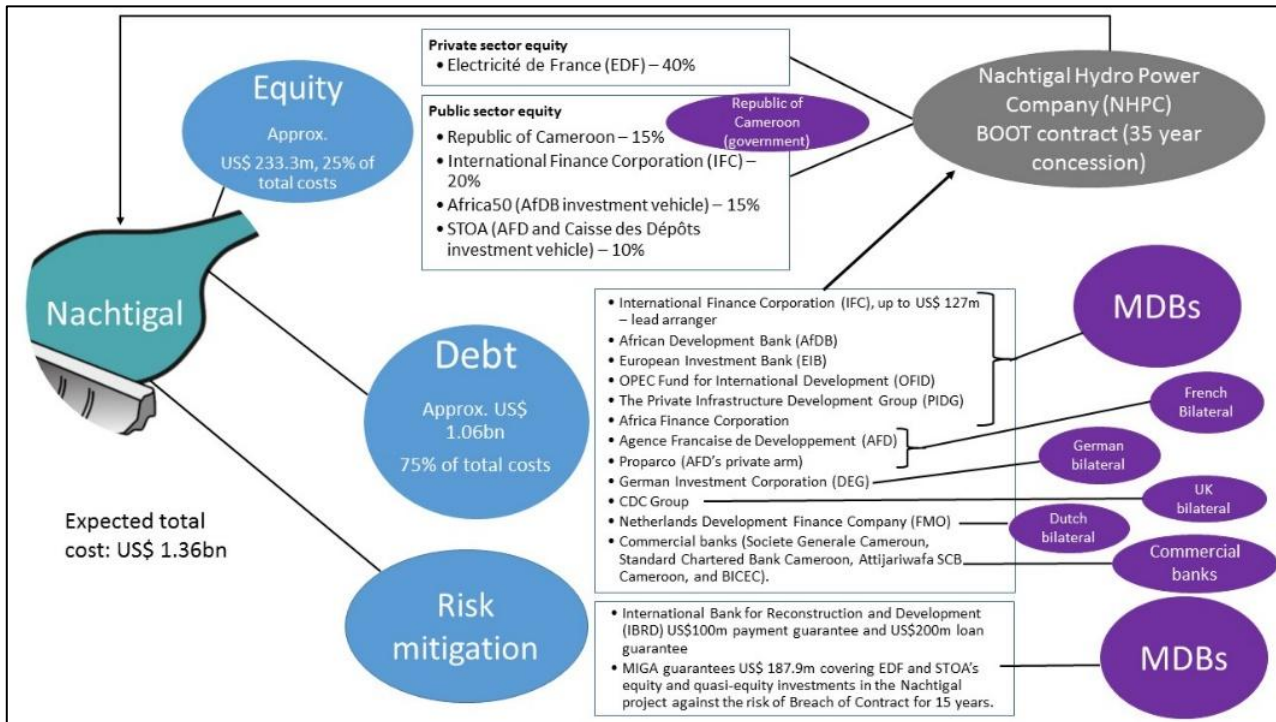 Private sector equity
• Electricité de France (EDF) – 40%
Equity
Approx.
US$ 233.3m, 25% of
total costs
Public sector equity
• Republic of Cameroon – 15%
• International Finance Corporation (IFC) –
20%
• Africa50 (AfDB investment vehicle) – 15%
• STOA (AFD and Caisse des Dépôts
investment vehicle) – 10%
Republic of
Cameroon
(government)
Nachtigal Hydro Power
Company (NHPC)
BOOT contract (35 year
concession)
Nachtigal
Debt
Approx. US$
1.06bn
75% of total costs
• International Finance Corporation (IFC), up to US$ 127m
– lead arranger
• African Development Bank (AfDB)
• European Investment Bank (EIB)
• OPEC Fund for International Development (OFID)
• The Private Infrastructure Development Group (PIDG)
• Africa Finance Corporation
• Agence Francaise de Developpement (AFD)
• Proparco (AFD's private arm)
• German Investment Corporation (DEG)
• CDC Group
• Netherlands Development Finance Company (FMO)
• Commercial banks (Societe Generale Cameroun,
Standard Chartered Bank Cameroon, Attijariwafa SCB
Cameroon, and BICEC).
MDBs
French
Bilateral
German
bilateral
UK
bilateral
Dutch
bilateral
Commercial
banks
Expected total
cost: US$ 1.36bn
Risk
mitigation
• International Bank for Reconstruction and Development
(IBRD) US$100m payment guarantee and US$200m loan
guarantee
• MIGA guarantees US$ 187.9m covering EDF and STOA's
equity and quasi-equity investments in the Nachtigal
project against the risk of Breach of Contract for 15 years.
MDBs